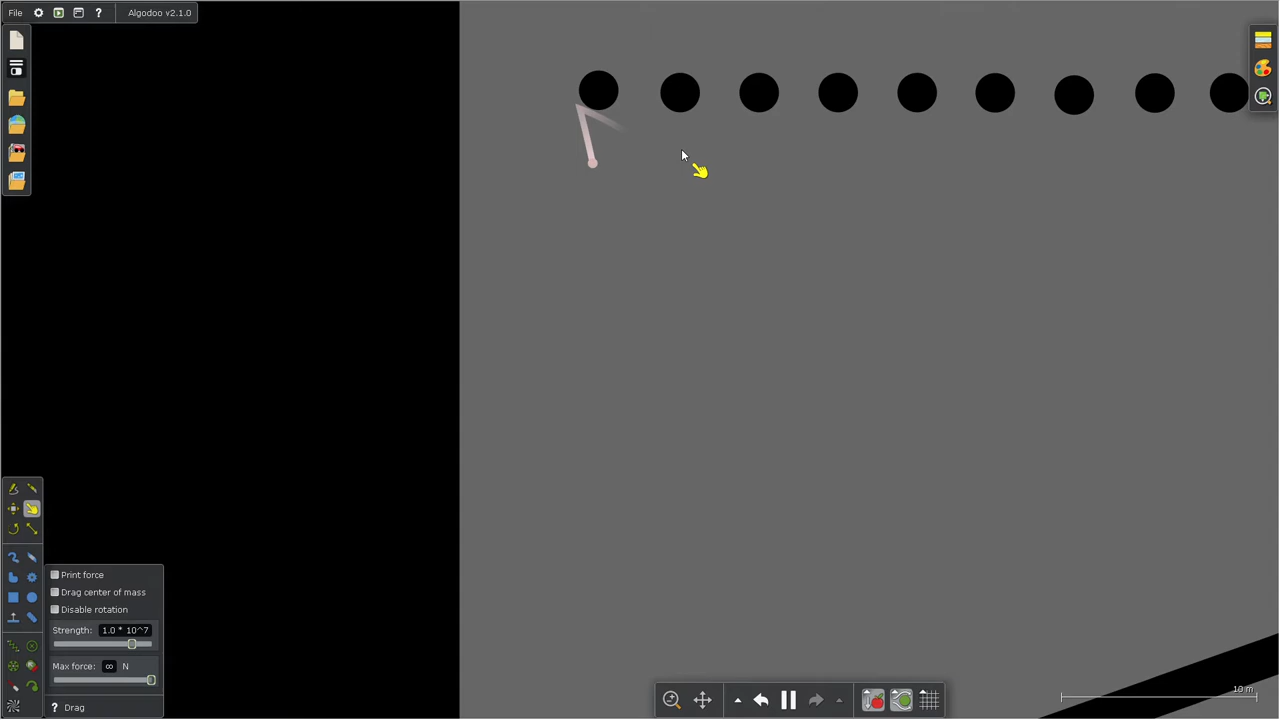 File
Algodoo v2.1.0
Print force
Drag center of mass
Disable rotation
Strength: 1.0 * 10^7
Max force: ∞ N
? Drag
10 m